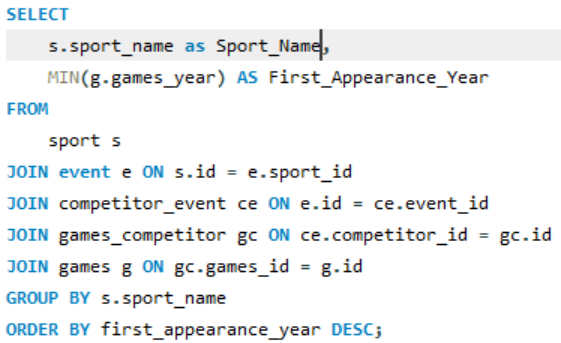 SELECT
s.sport_name as Sport_Name,
MIN(g.games_year) AS First_Appearance_Year
FROM
sport s
JOIN event e ON s.id = e.sport_id
JOIN competitor_event ce ON e.id = ce.event_id
JOIN games_competitor gc ON ce.competitor_id = gc.id
JOIN games g ON gc.games_id = g.id
GROUP BY s.sport_name
ORDER BY first_appearance_year DESC;